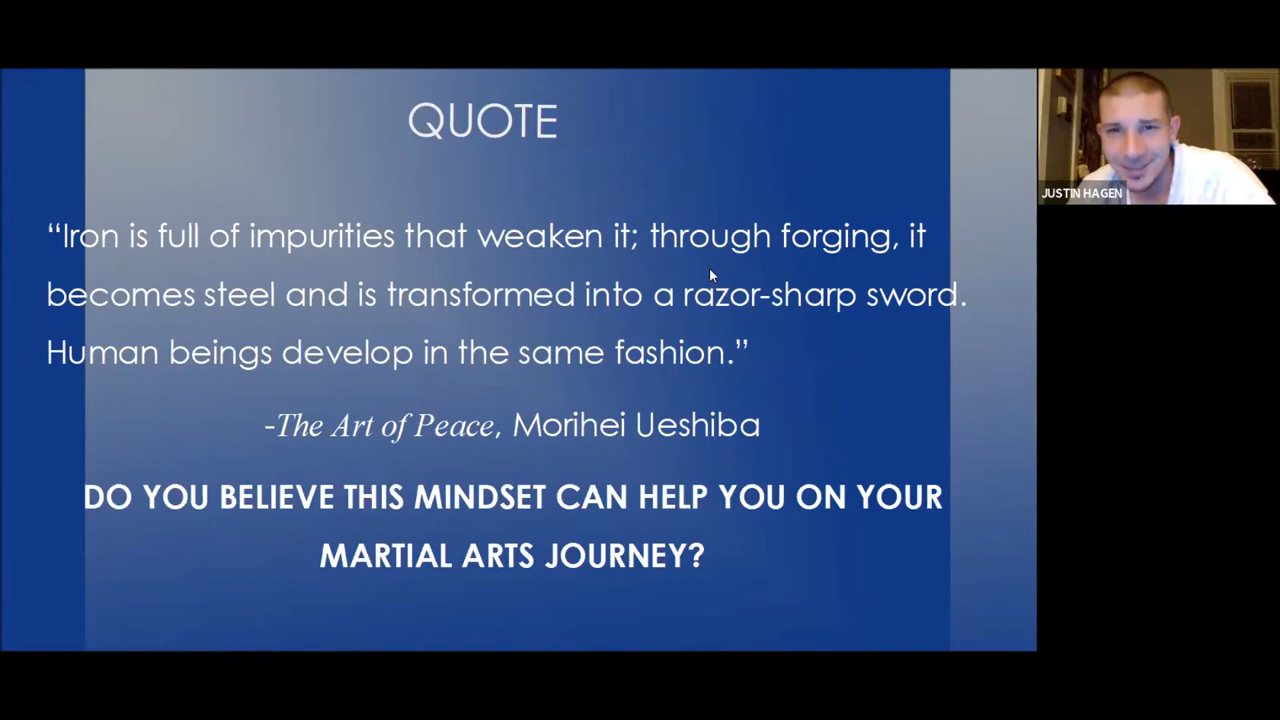 QUOTE
“Iron is full of impurities that weaken it; through forging, it
becomes steel and is transformed into a razor-sharp sword.
Human beings develop in the same fashion.”
-The Art of Peace, Morihei Ueshiba
DO YOU BELIEVE THIS MINDSET CAN HELP YOU ON YOUR
MARTIAL ARTS JOURNEY?
JUSTIN HAGEN